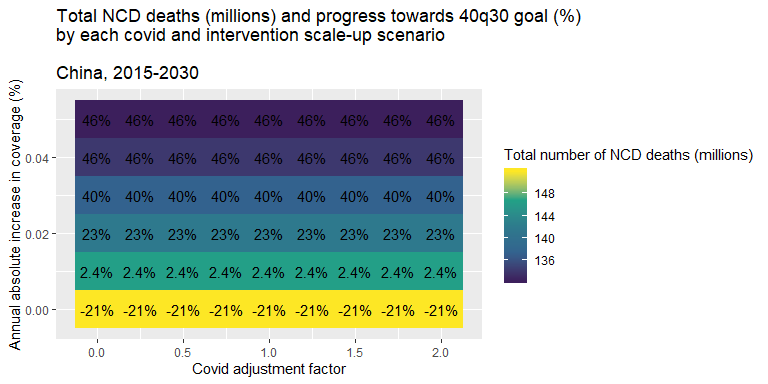 Total NCD deaths (millions) and progress towards 40q30 goal (%)
by each covid and intervention scale-up scenario
China, 2015-2030
Annual absolute increase in coverage (%)
0.04
0.02
0.00
46% 46% 46% 46% 46% 46% 46% 46% 46%
46% 46% 46% 46% 46% 46% 46% 46% 46%
40% 40% 40% 40% 40% 40% 40% 40% 40%
23% 23% 23% 23% 23% 23% 23% 23% 23%
2.4% 2.4% 2.4% 2.4% 2.4% 2.4% 2.4% 2.4% 2.4%
-21% -21% -21% -21% -21% -21% -21% -21% -21%
0.0 0.5 1.0 1.5 2.0
Covid adjustment factor
Total number of NCD deaths (millions)
148
144
140
136